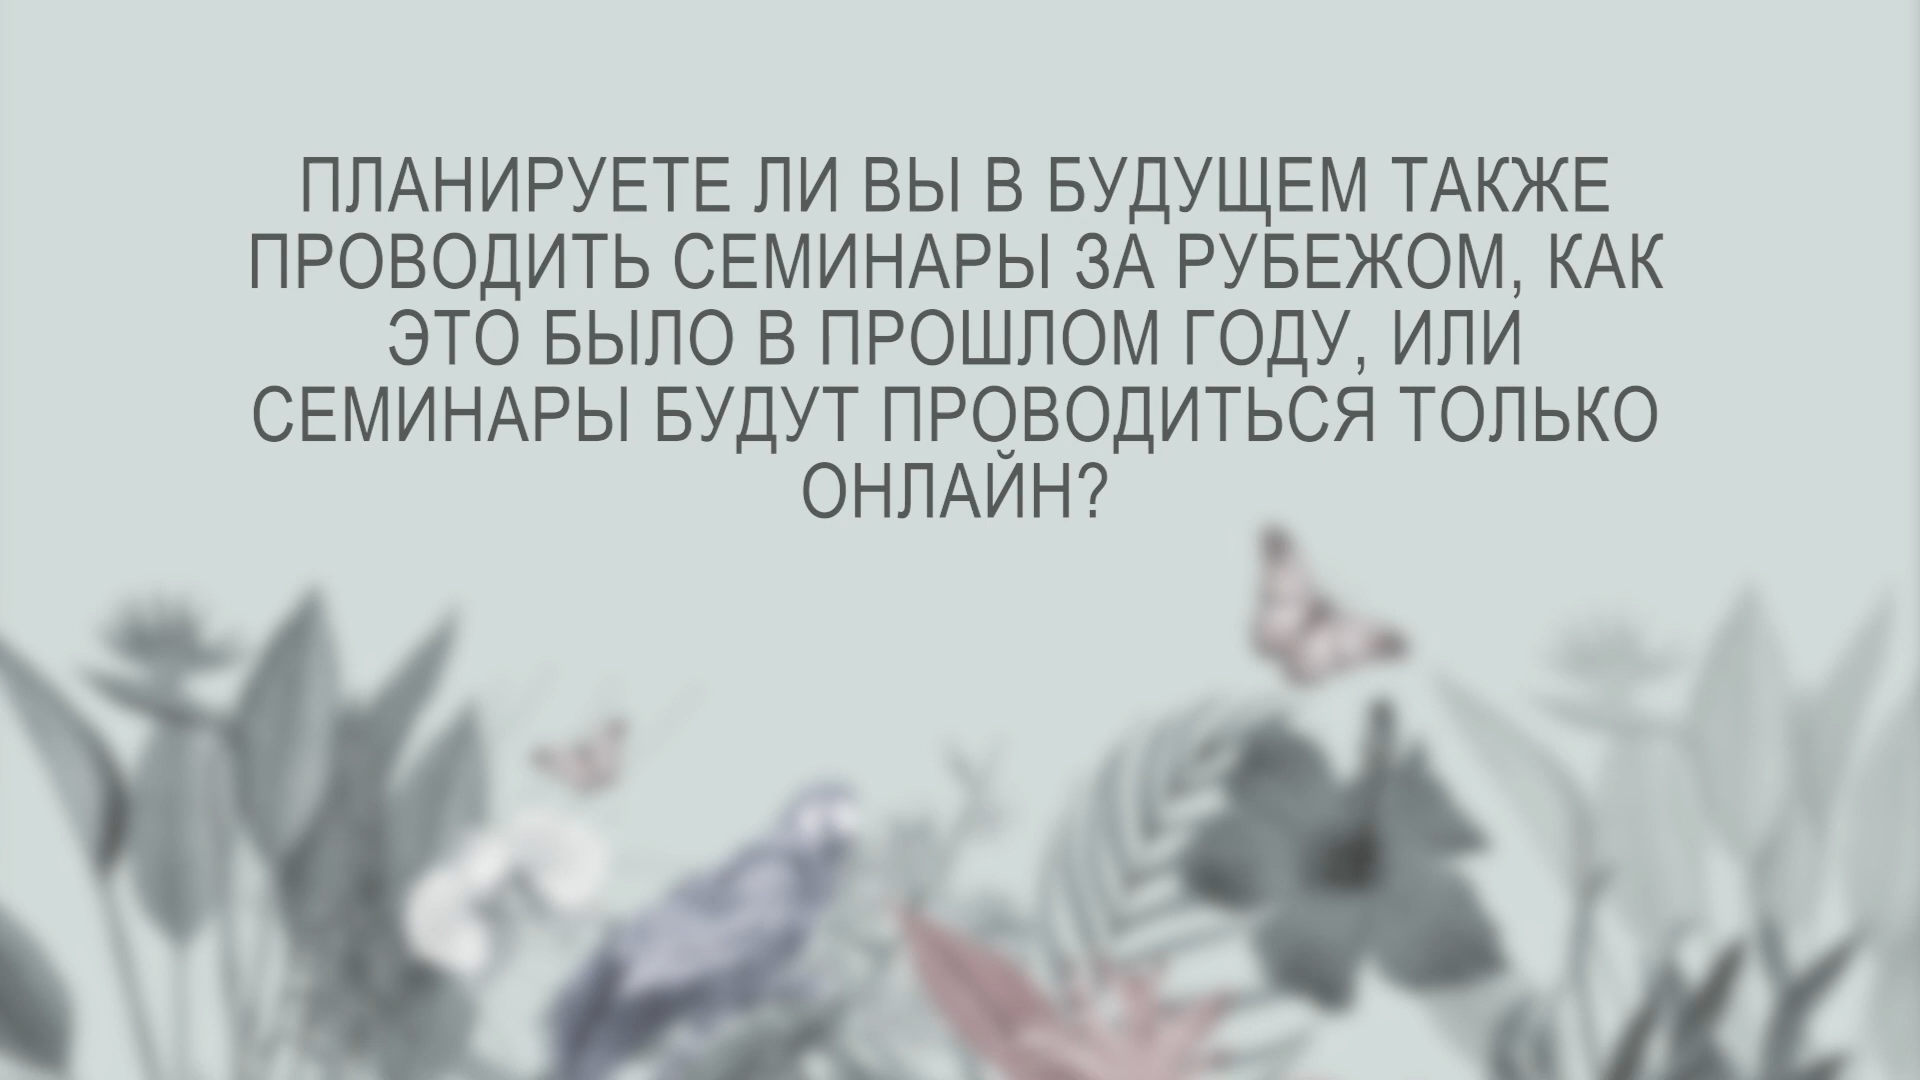 ПЛАНИРУЕТЕ ЛИ ВЫ В БУДУЩЕМ ТАКЖЕ
ПРОВОДИТЬ СЕМИНАРЫ ЗА РУБЕЖОМ, КАК
ЭТО БЫЛО В ПРОШЛОМ ГОДУ, ИЛИ
СЕМИНАРЫ БУДУТ ПРОВОДИТЬСЯ ТОЛЬКО
ОНЛАЙН?